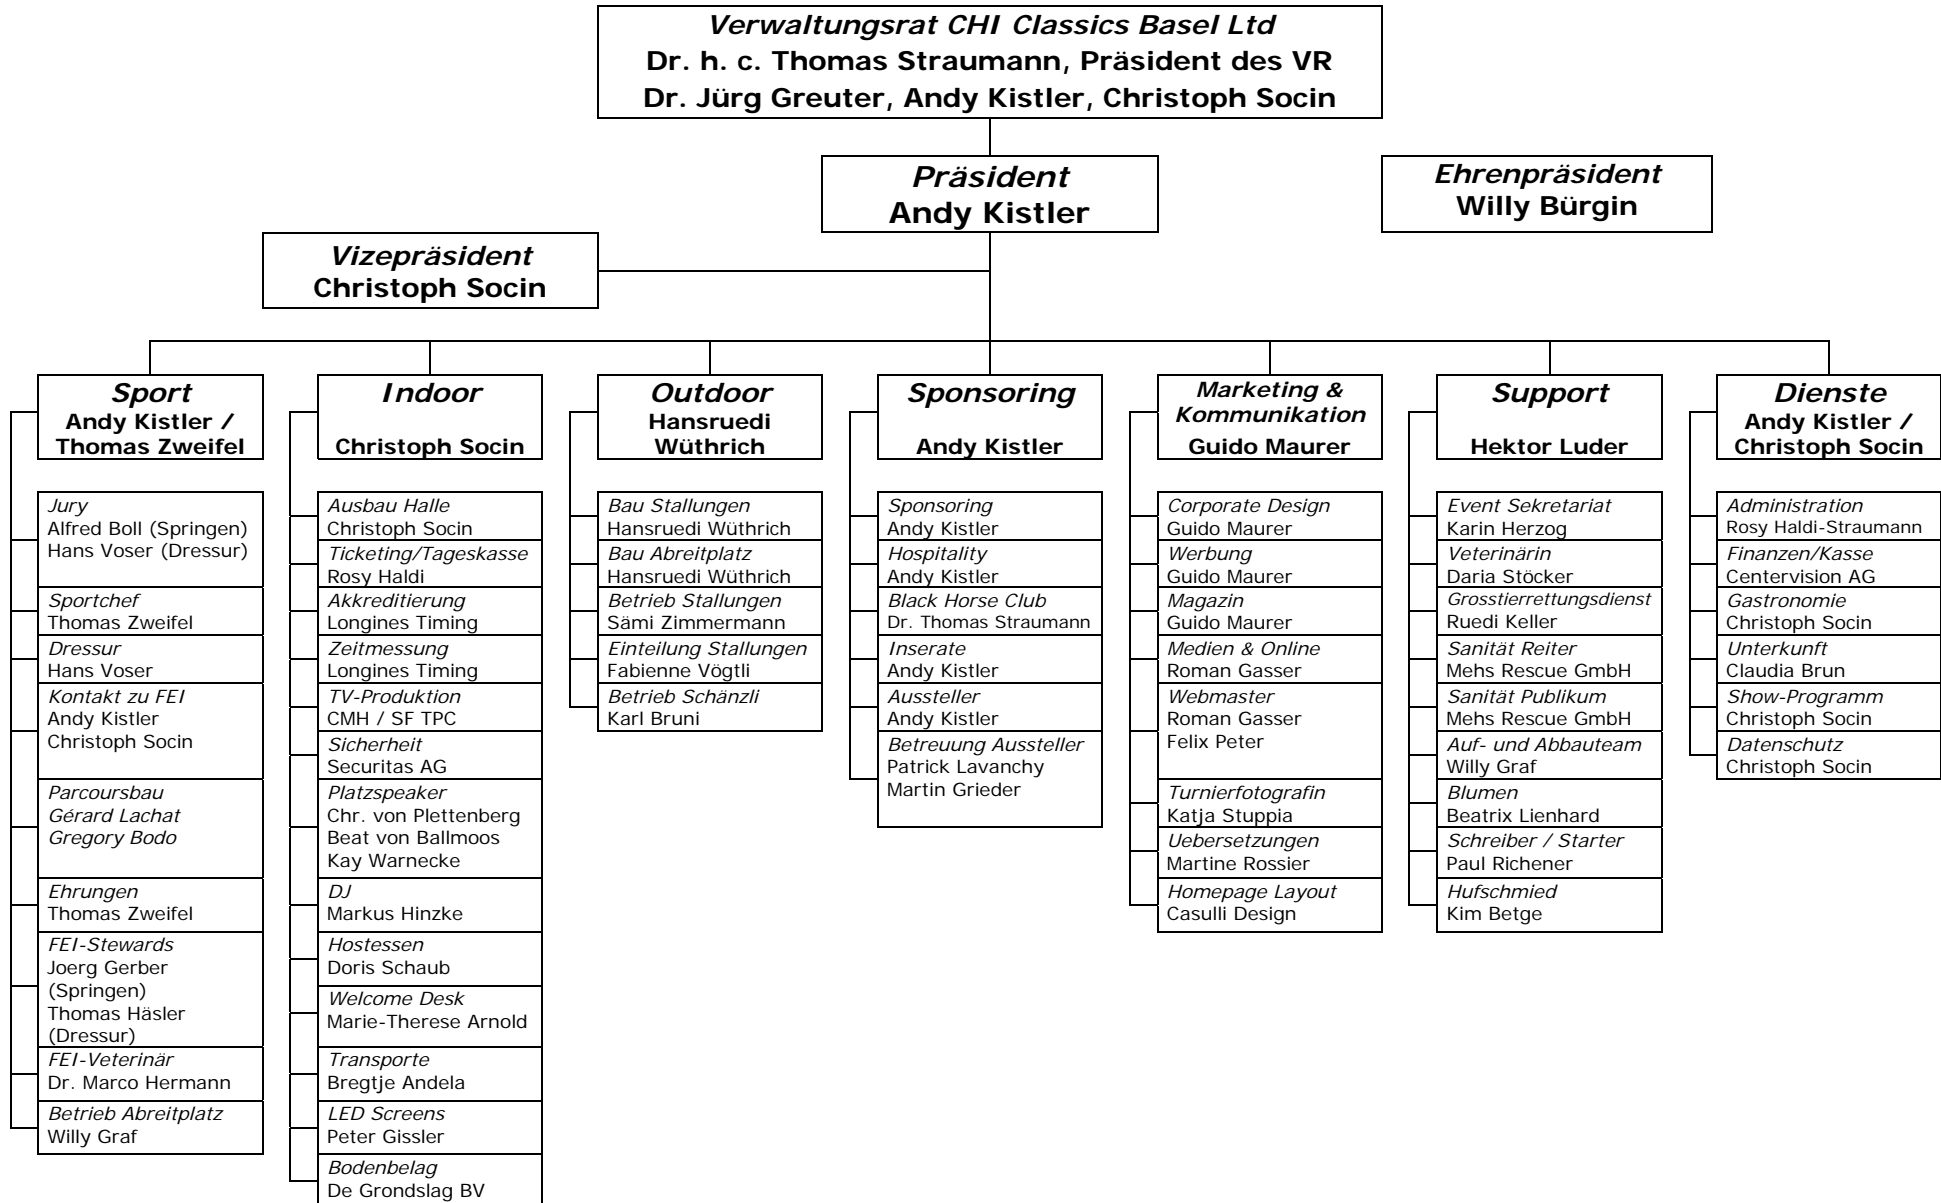 Verwaltungsrat CHI Classics Basel Ltd
Dr. h. c. Thomas Straumann, Präsident des VR
Dr. Jürg Greuter, Andy Kistler, Christoph Socin
Präsident
Andy Kistler
Ehrenpräsident
Willy Bürgin
Vizepräsident
Christoph Socin
Sport
Andy Kistler /
Thomas Zweifel
Jury
Alfred Boll (Springen)
Hans Voser (Dressur)
Sportchef
Thomas Zweifel
Dressur
Hans Voser
Kontakt zu FEI
Andy Kistler
Christoph Socin
Parcoursbau
Gérard Lachat
Gregory Bodo
Ehrungen
Thomas Zweifel
FEI-Stewards
Joerg Gerber
(Springen)
Thomas Häsler
(Dressur)
FEI-Veterinär
Dr. Marco Hermann
Betrieb Abreitplatz
Willy Graf
Indoor
Christoph Socin
Ausbau Halle
Christoph Socin
Ticketing/Tageskasse
Rosy Haldi
Akkreditierung
Longines Timing
Zeitmessung
Longines Timing
TV-Produktion
CMH / SF TPC
Sicherheit
Securitas AG
Platzspeaker
Chr. von Plettenberg
Beat von Ballmoos
Kay Warnecke
DJ
Markus Hinzke
Hostessen
Doris Schaub
Welcome Desk
Marie-Therese Arnold
Transporte
Bregtje Andela
LED Screens
Peter Gissler
Bodenbelag
De Grondslag BV
Outdoor
Hansruedi
Wüthrich
Bau Stallungen
Hansruedi Wüthrich
Bau Abreitplatz
Hansruedi Wüthrich
Betrieb Stallungen
Sämi Zimmermann
Einteilung Stallungen
Fabienne Vögtli
Betrieb Schänzli
Karl Bruni
Sponsoring
Andy Kistler
Sponsoring
Andy Kistler
Hospitality
Andy Kistler
Black Horse Club
Dr. Thomas Straumann
Inserate
Andy Kistler
Aussteller
Andy Kistler
Betreuung Aussteller
Patrick Lavanchy
Martin Grieder
Marketing &
Kommunikation
Guido Maurer
Corporate Design
Guido Maurer
Werbung
Guido Maurer
Magazin
Guido Maurer
Medien & Online
Roman Gasser
Webmaster
Roman Gasser
Felix Peter
Turnierfotografin
Katja Stuppia
Uebersetzungen
Martine Rossier
Homepage Layout
Casulli Design
Support
Hektor Luder
Event Sekretariat
Karin Herzog
Veterinärin
Daria Stöcker
Grosstierrettungsdienst
Ruedi Keller
Sanität Reiter
Mehs Rescue GmbH
Sanität Publikum
Mehs Rescue GmbH
Auf- und Abbauteam
Willy Graf
Blumen
Beatrix Lienhard
Schreiber / Starter
Paul Richener
Hufschmied
Kim Betge
Dienste
Andy Kistler /
Christoph Socin
Administration
Rosy Haldi-Straumann
Finanzen/Kasse
Centervision AG
Gastronomie
Christoph Socin
Unterkunft
Claudia Brun
Show-Programm
Christoph Socin
Datenschutz
Christoph Socin